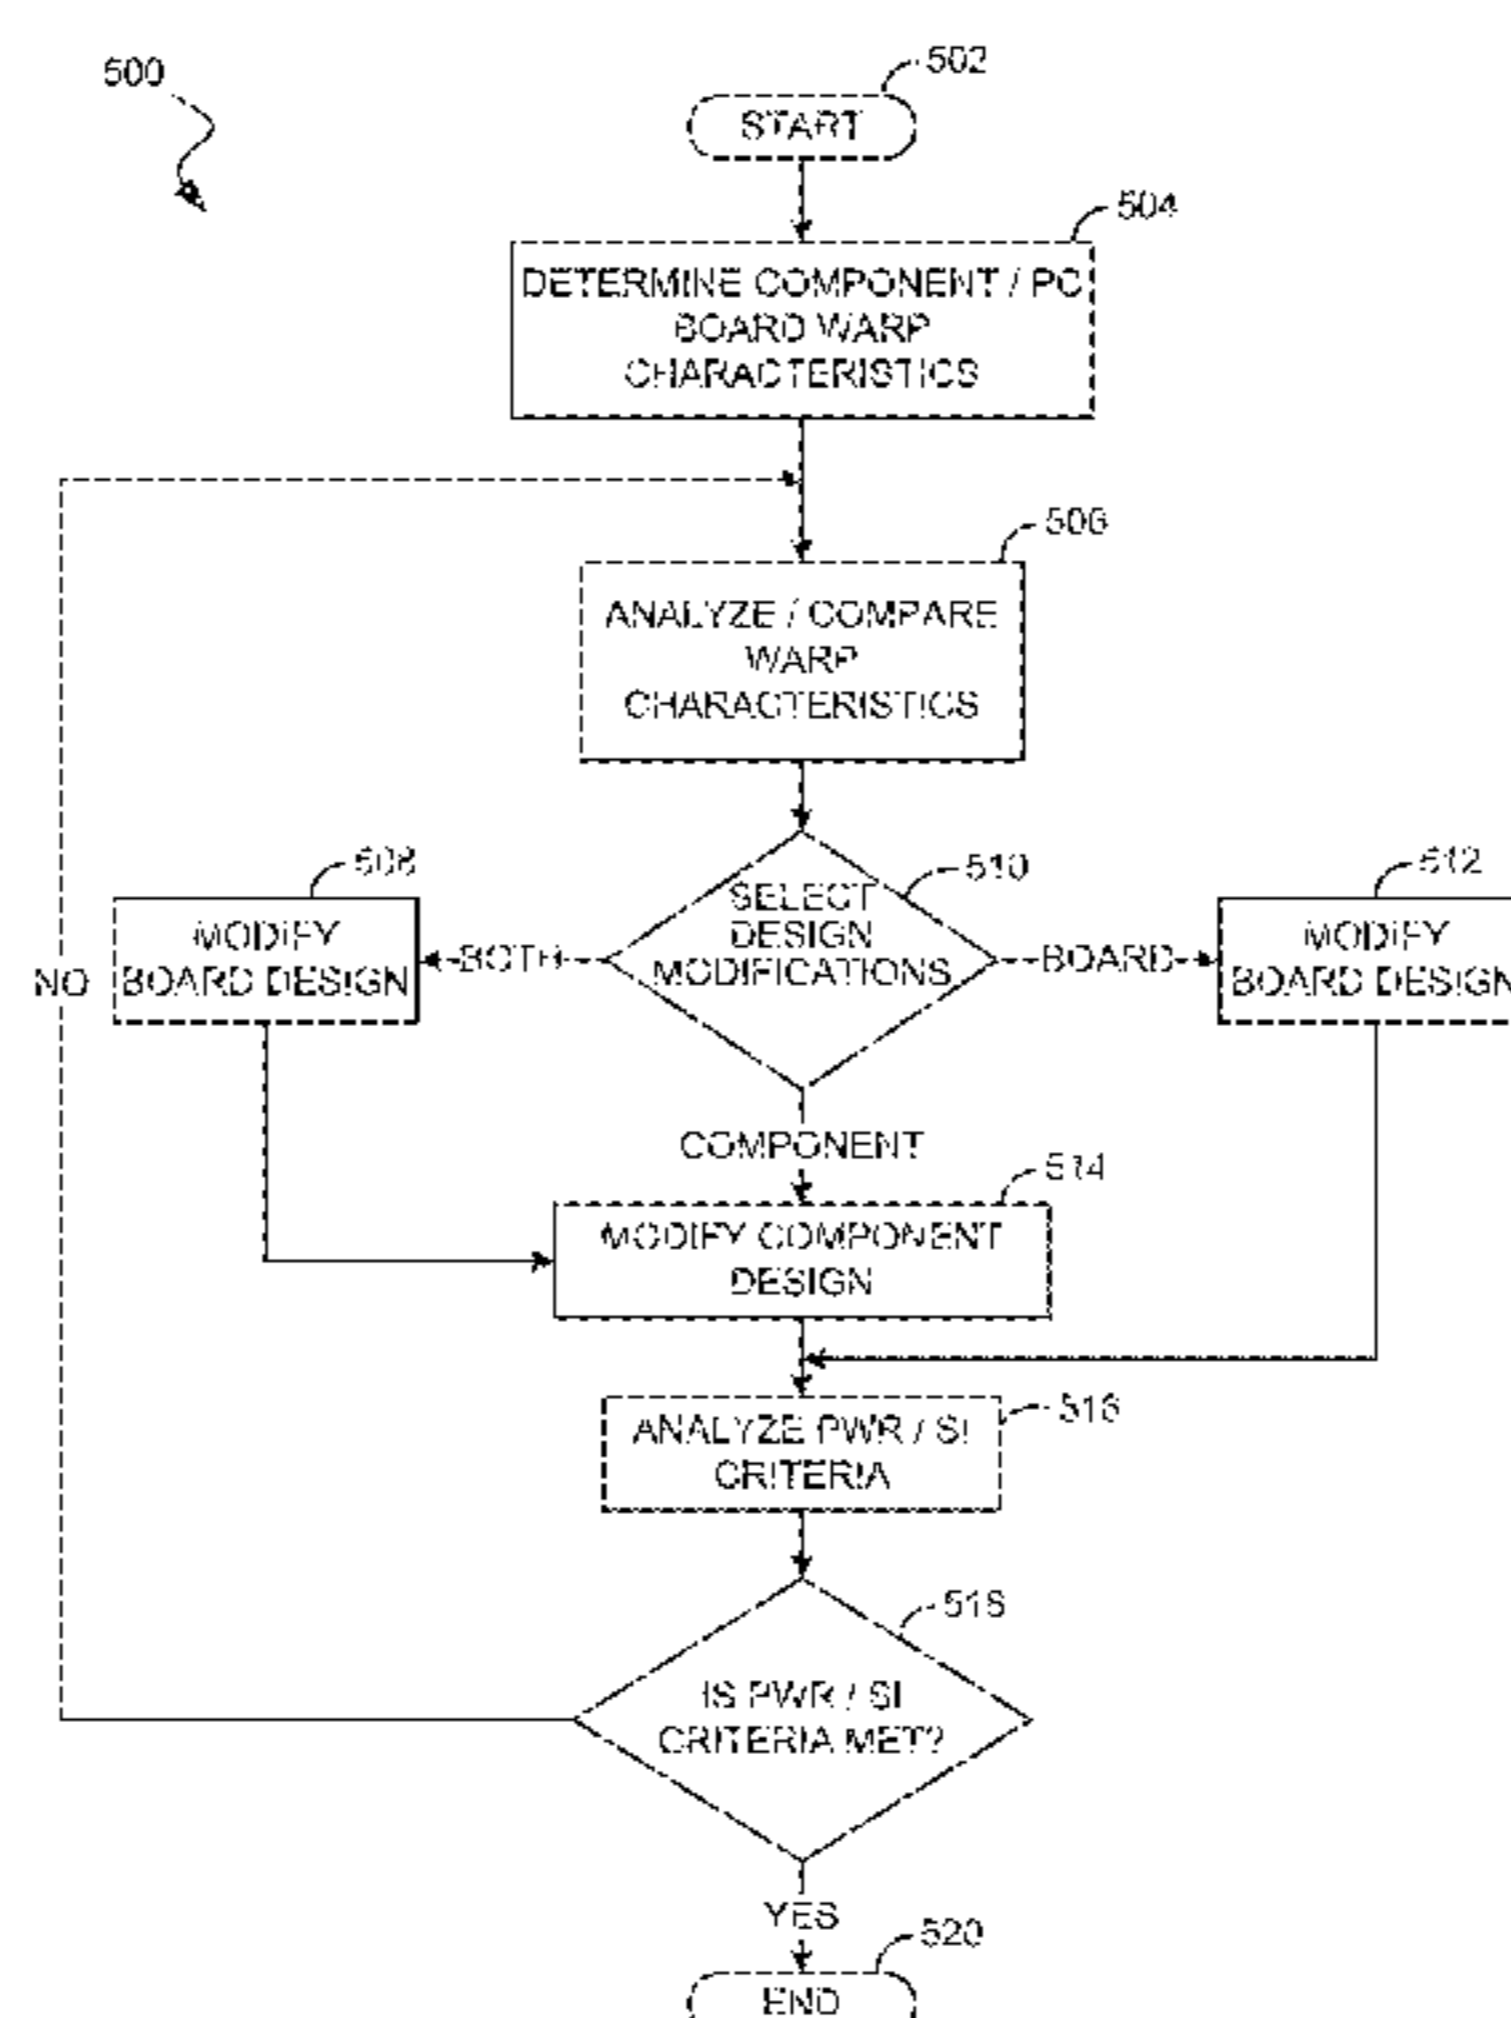 500
502
START
504
DETERMINE COMPONENT / PC
BOARD WARP
CHARACTERISTICS
506
ANALYZE / COMPARE
WARP
CHARACTERISTICS
508
MODIFY
BOARD DESIGN
BOTH
510
SELECT
DESIGN
MODIFICATIONS
BOARD
512
MODIFY
BOARD DESIGN
NO
COMPONENT
514
MODIFY COMPONENT
DESIGN
516
ANALYZE PWR / SI
CRITERIA
518
IS PWR / SI
CRITERIA MET?
YES
520
END